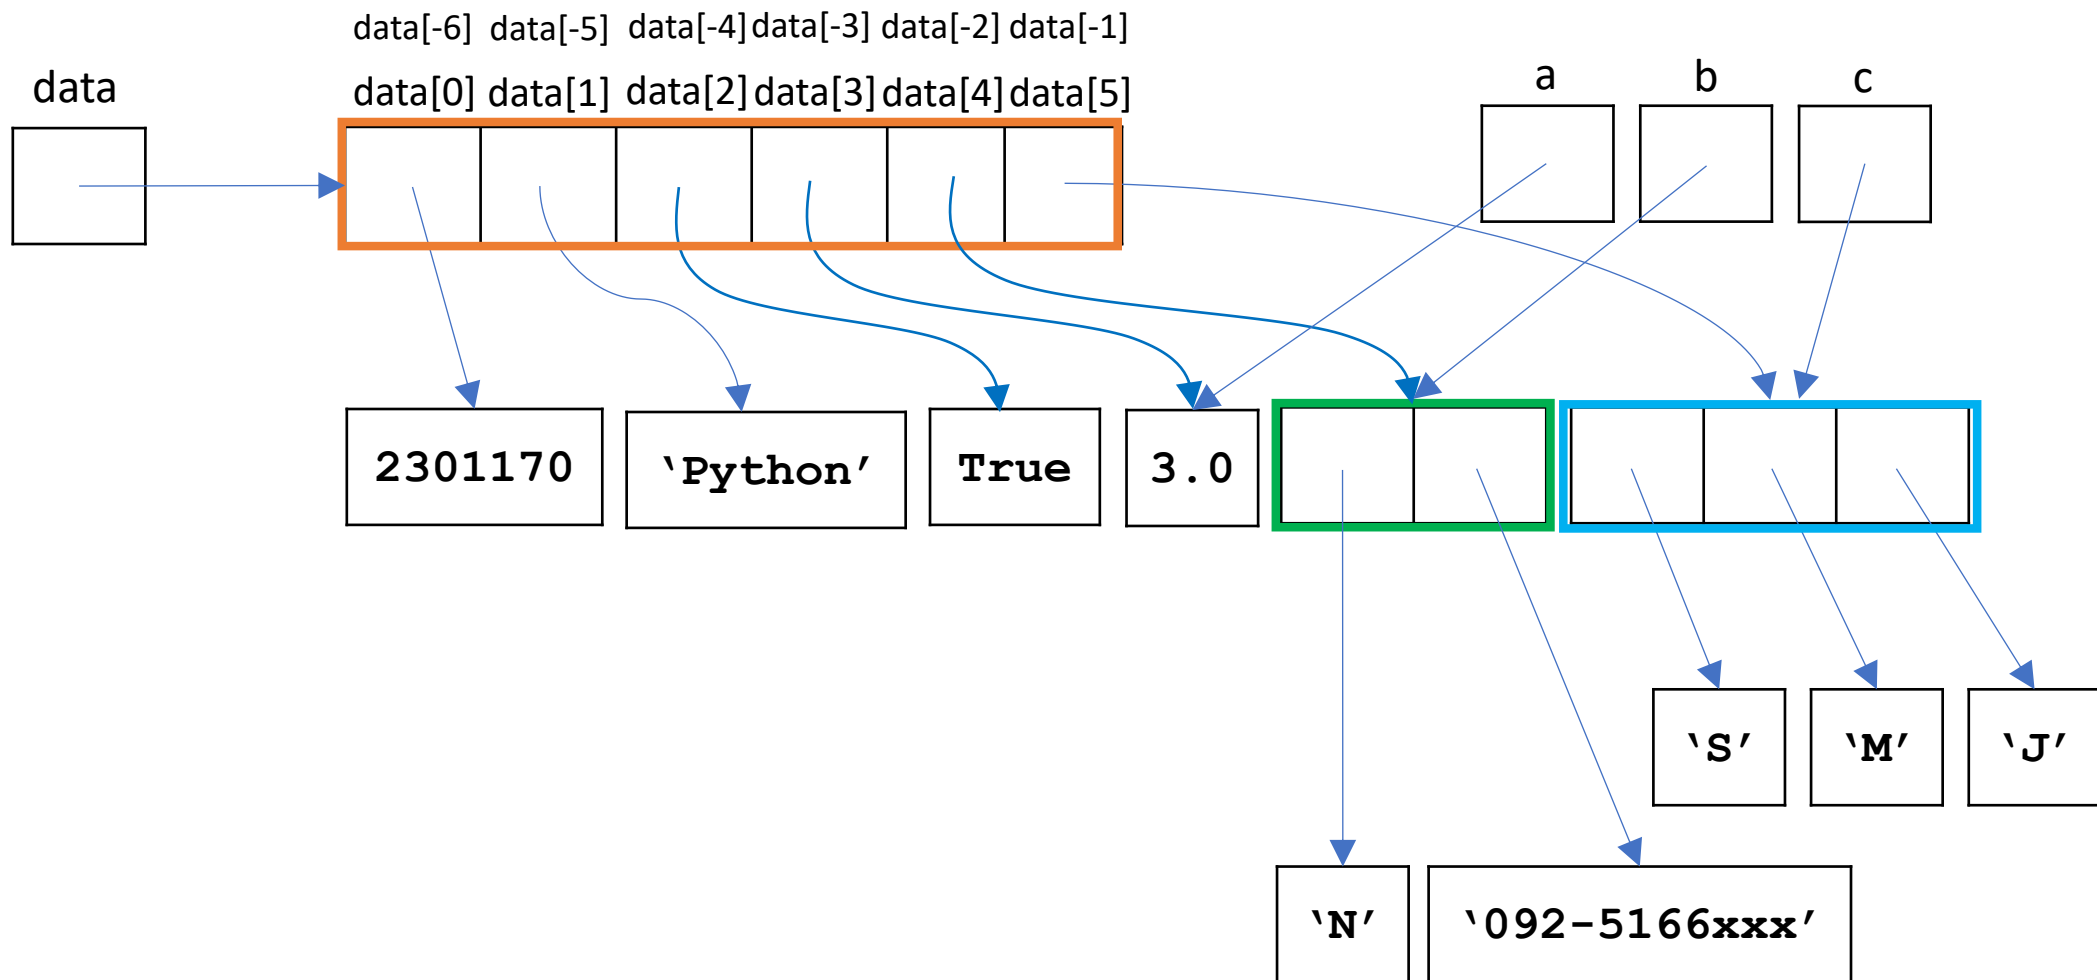 data[-6] data[-5] data[-4] data[-3] data[-2] data[-1]
data
data[0] data[1] data[2] data[3] data[4] data[5]
a b c
2301170 ‘Python’ True 3.0
‘S’ ‘M’ ‘J’
‘N’ ‘092-5166xxx’